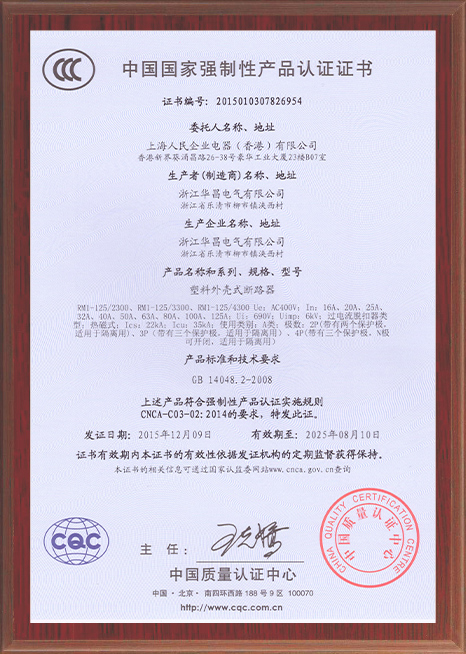 CCC
中国国家强制性产品认证证书
证书编号：2015010307826954
委托人名称、地址
上海人民企业电器（香港）有限公司
香港新界葵涌昌路26-38号豪华工业大厦23楼B07室
生产者(制造商)名称、地址
浙江华昌电气有限公司
浙江省乐清市柳市镇泱西村
生产企业名称、地址
浙江华昌电气有限公司
浙江省乐清市柳市镇泱西村
产品名称和系列、规格、型号
塑料外壳式断路器
RM1-125/2300、RM1-125/3300、RM1-125/4300 Ue：AC400V；In：16A、20A、25A、
32A、40A、50A、63A、80A、100A、125A；Ui：690V；Uimp：6kV；过电流脱扣器类
型：热磁式；Ics：22kA；Icu：35kA；使用类别：A类；极数：2P(带有两个保护极，
适用于隔离用)、3P（带有三个保护极，适用于隔离用）、4P(带有三个保护极、N极
可开闭，适用于隔离用）
产品标准和技术要求
GB 14048.2-2008
上述产品符合强制性产品认证实施规则
CNCA-C03-02:2014的要求，特发此证。
发证日期：2015年12月09日 有效期至：2025年08月10日
证书有效期内本证书的有效性依据发证机构的定期监督获得保持。
本证书的相关信息可通过国家认监委网站www.cnca.gov.cn查询
CQC
主 任：
CHINA QUALITY CERTIFICATION CENTRE
中国质量认证中心
中国质量认证中心
中国·北京·南四环西路188号9区 100070
http://www.cqc.com.cn